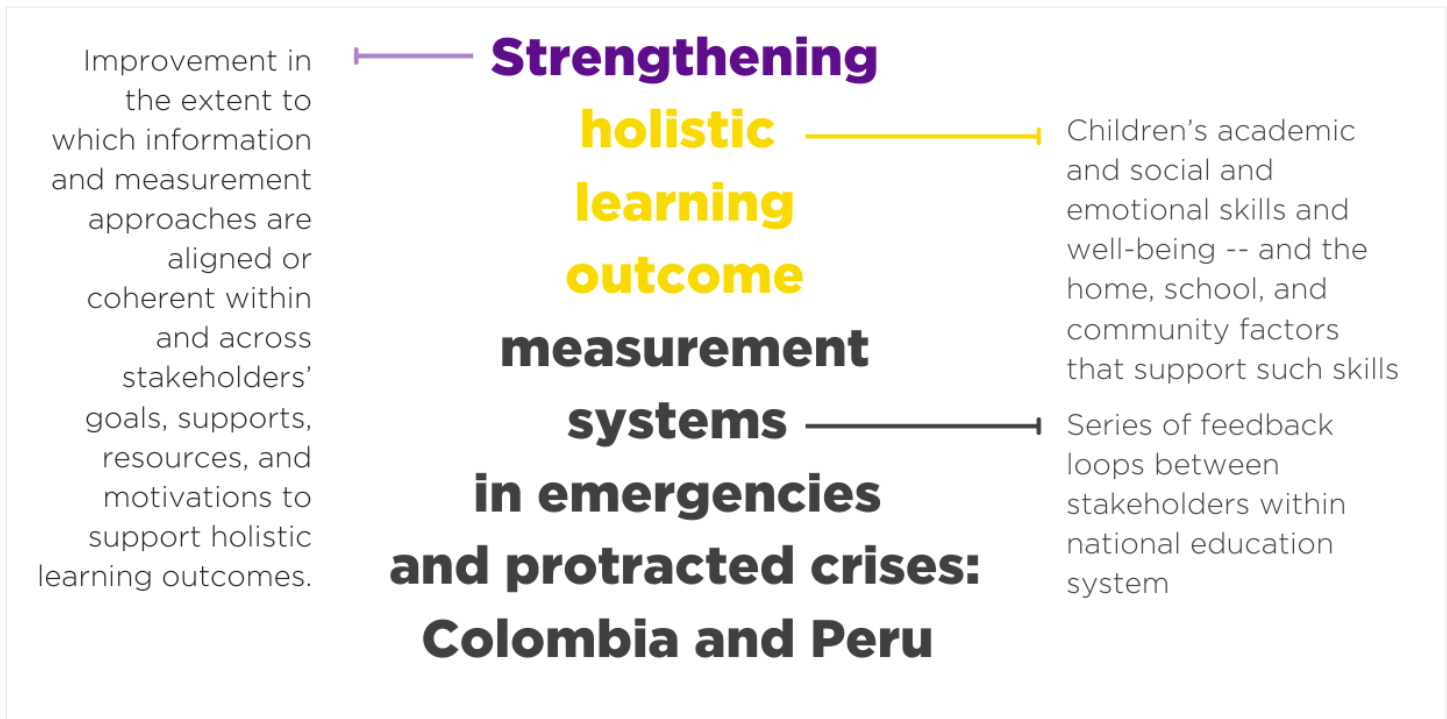 Improvement in
the extent to
which information
and measurement
approaches are
aligned or
coherent within
and across
stakeholders’
goals, supports,
resources, and
motivations to
support holistic
learning outcomes.
Strengthening
holistic
learning
outcome
measurement
systems
in emergencies
and protracted crises:
Colombia and Peru
Children’s academic
and social and
emotional skills and
well-being -- and the
home, school, and
community factors
that support such skills
Series of feedback
loops between
stakeholders within
national education
system